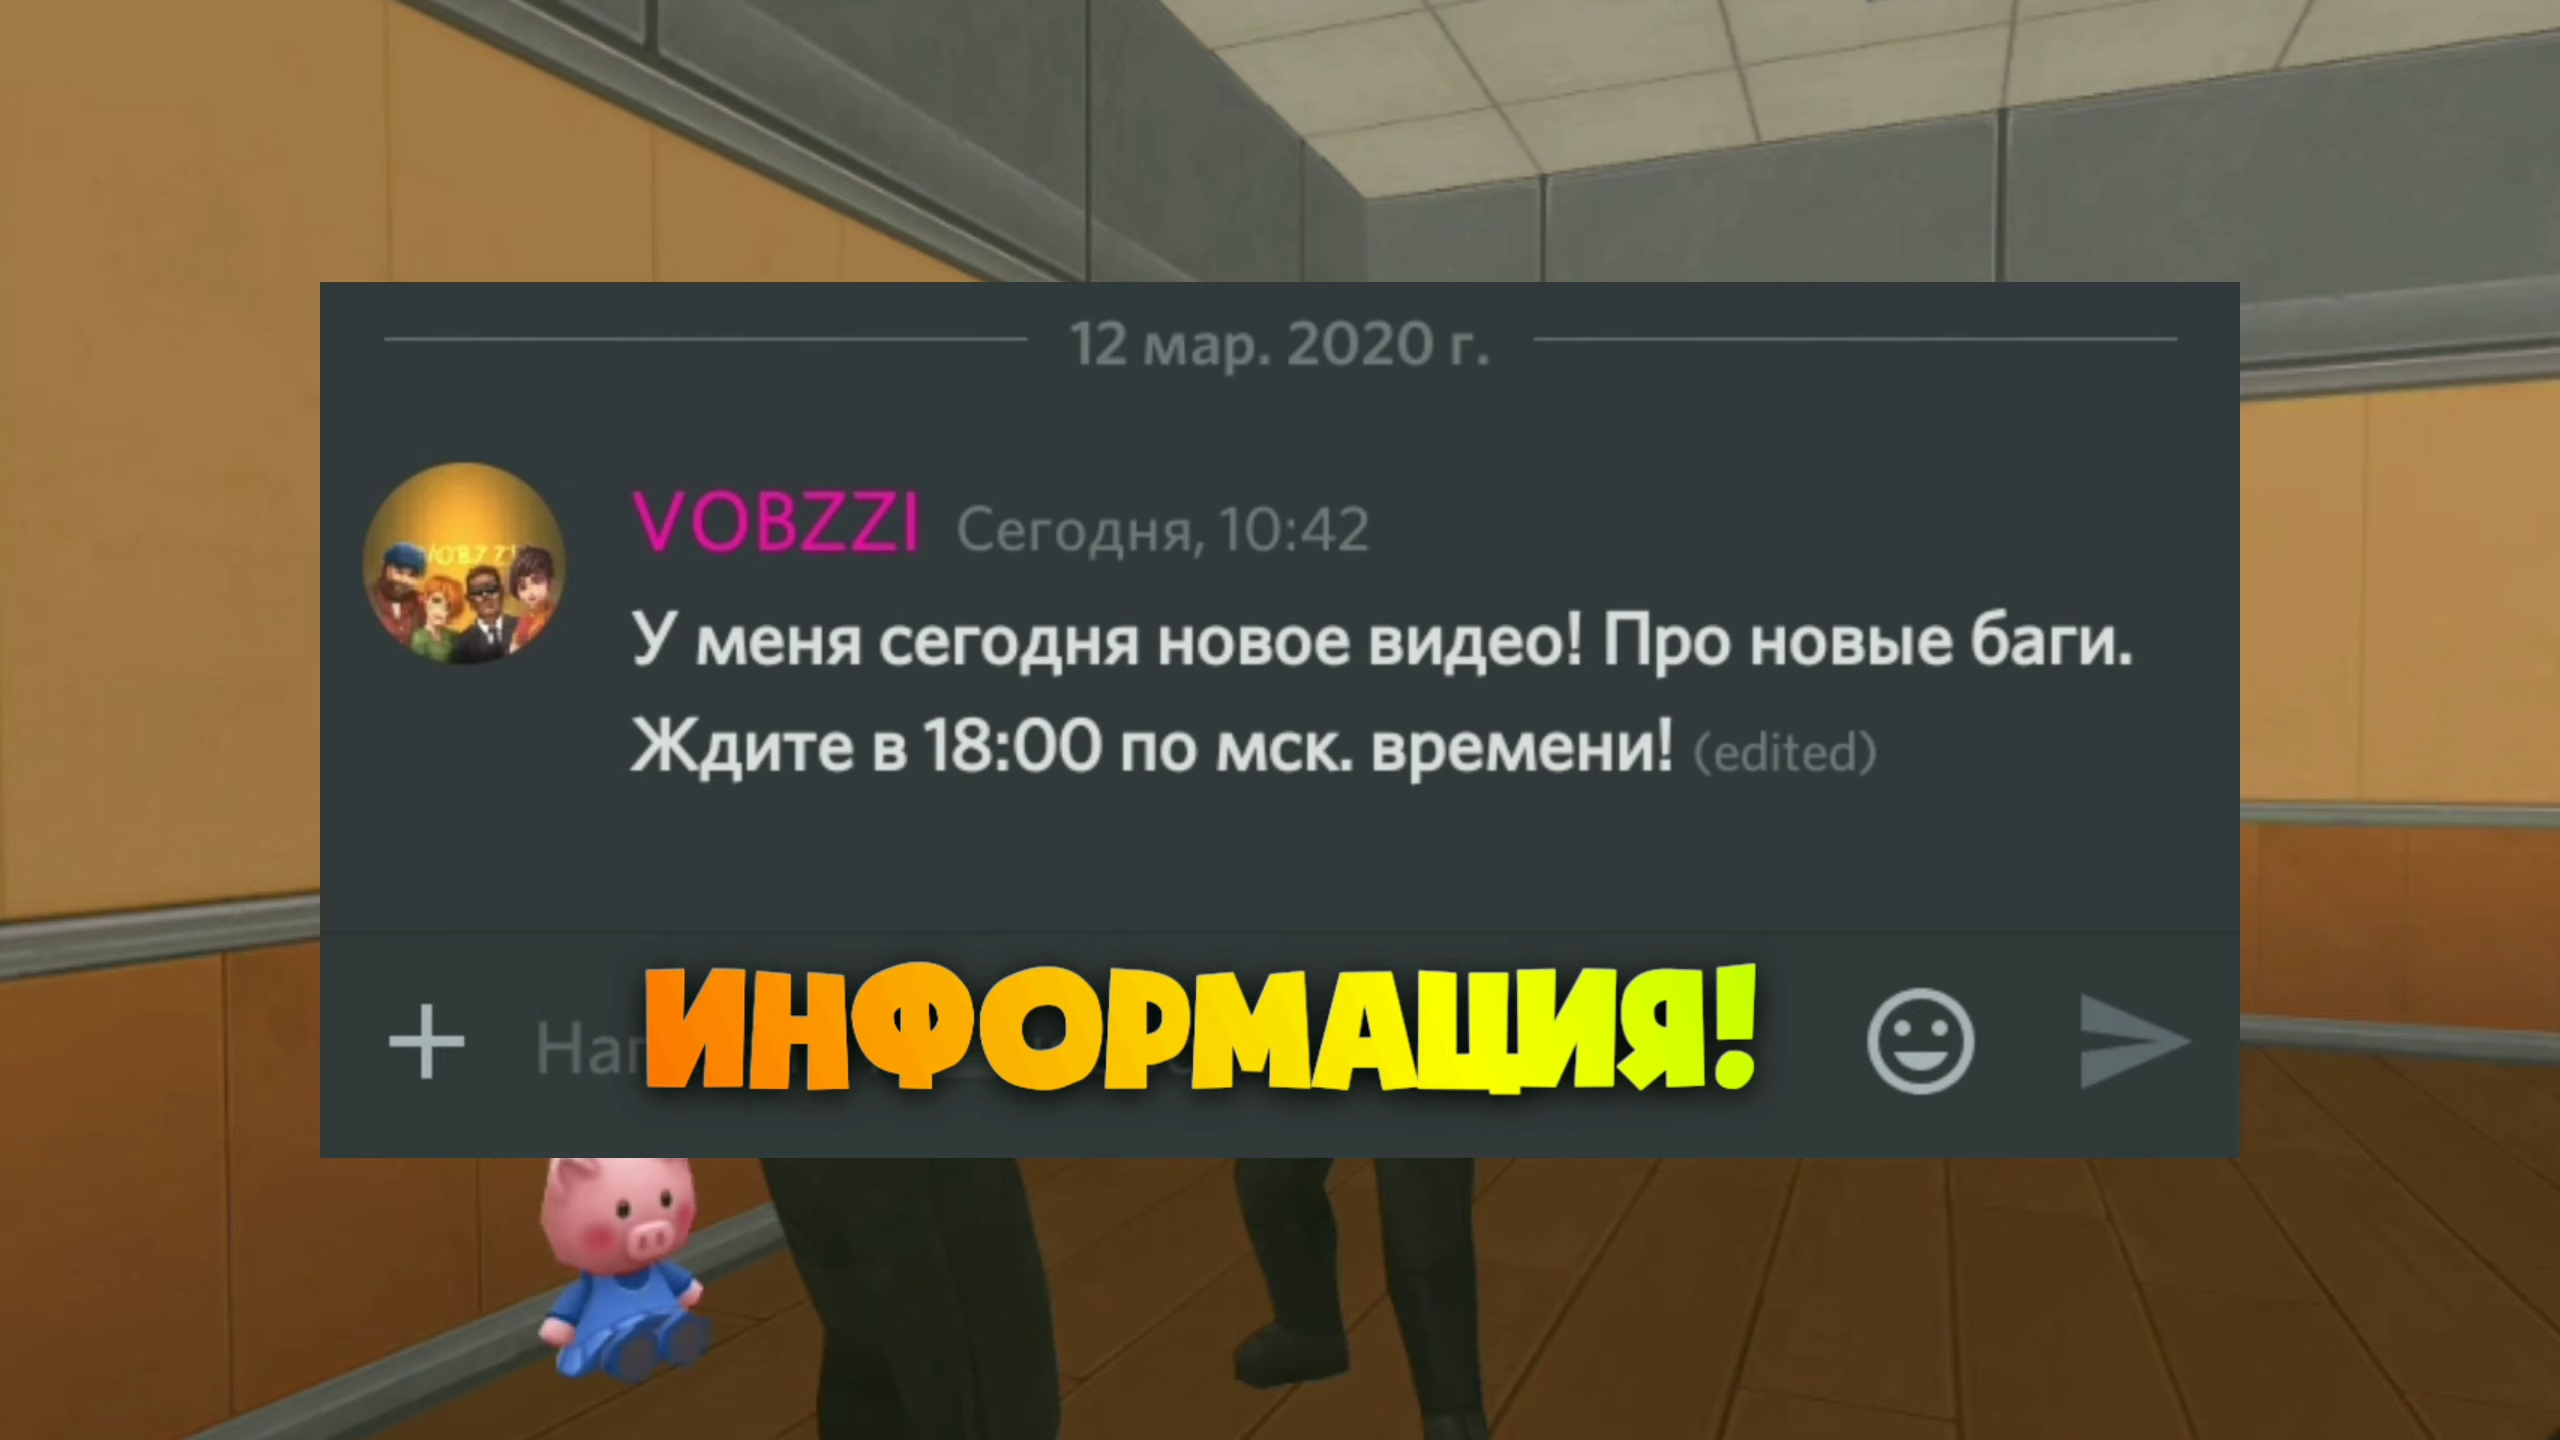 12 мар. 2020 г.
VOBZZI
VOBZZI Сегодня, 10:42
У меня сегодня новое видео! Про новые баги.
Ждите в 18:00 по мск. времени! (edited)
ИНФОРМАЦИЯ!